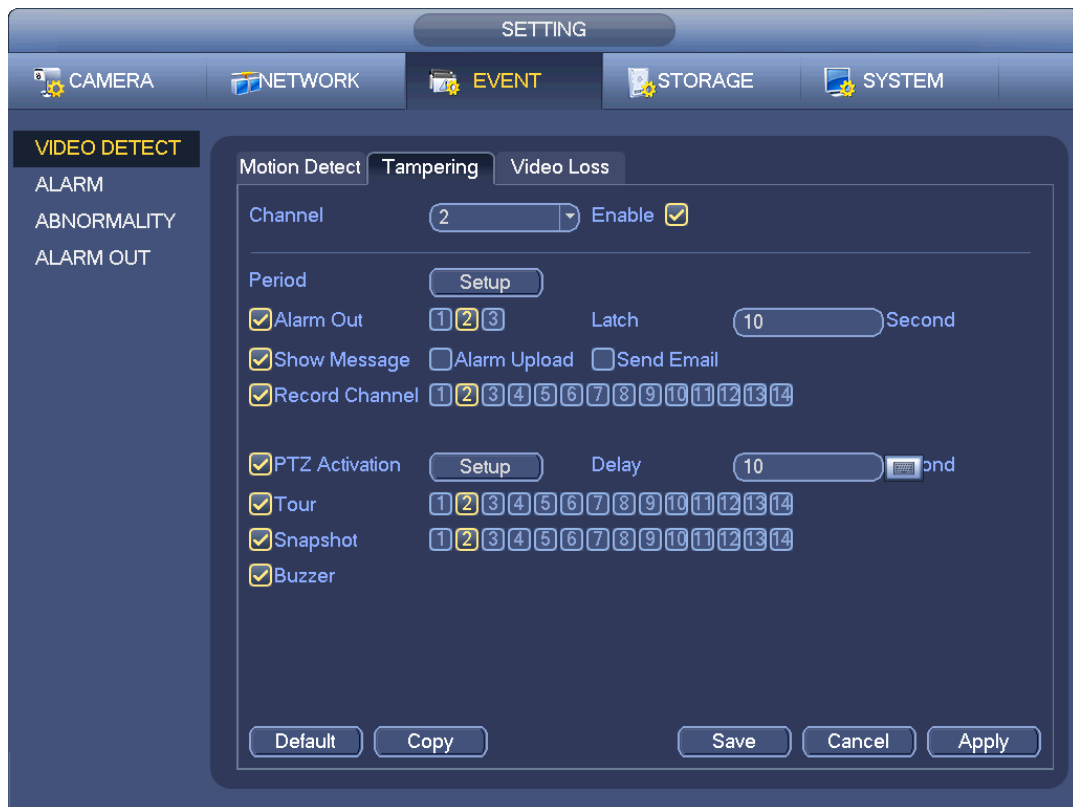 SETTING
CAMERA NETWORK EVENT STORAGE SYSTEM
VIDEO DETECT
ALARM
ABNORMALITY
ALARM OUT
Motion Detect Tampering Video Loss
Channel 2 Enable
Period Setup
Alarm Out 1 2 3 Latch 10 Second
Show Message Alarm Upload Send Email
Record Channel 1 2 3 4 5 6 7 8 9 10 11 12 13 14
PTZ Activation Setup Delay 10 ond
Tour 1 2 3 4 5 6 7 8 9 10 11 12 13 14
Snapshot 1 2 3 4 5 6 7 8 9 10 11 12 13 14
Buzzer
Default Copy Save Cancel Apply